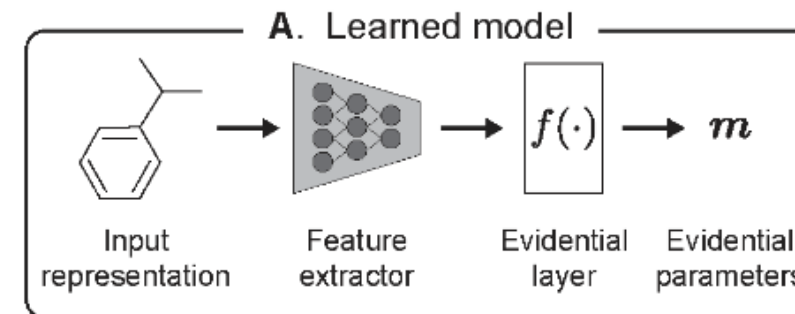 A. Learned model
f(·)
m
Input representation
Feature extractor
Evidential layer
Evidential parameters